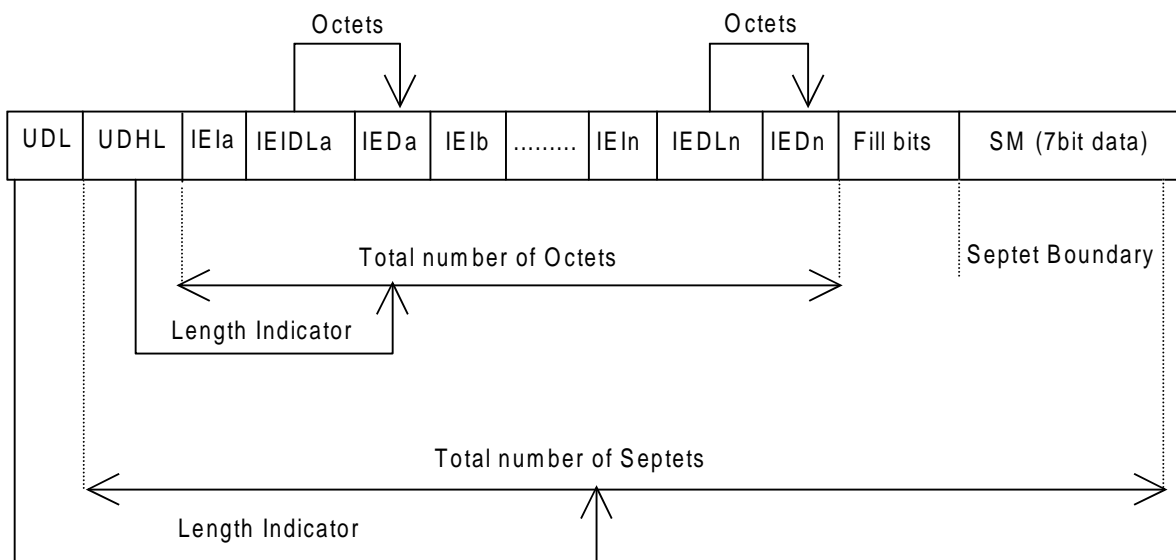 Octets Octets
UDL UDHL IEIa IEIDLa IEDa IEIb ......... IEIn IEDLn IEDn Fill bits SM (7bit data)
Total number of Octets
Septet Boundary
Length Indicator
Total number of Septets
Length Indicator